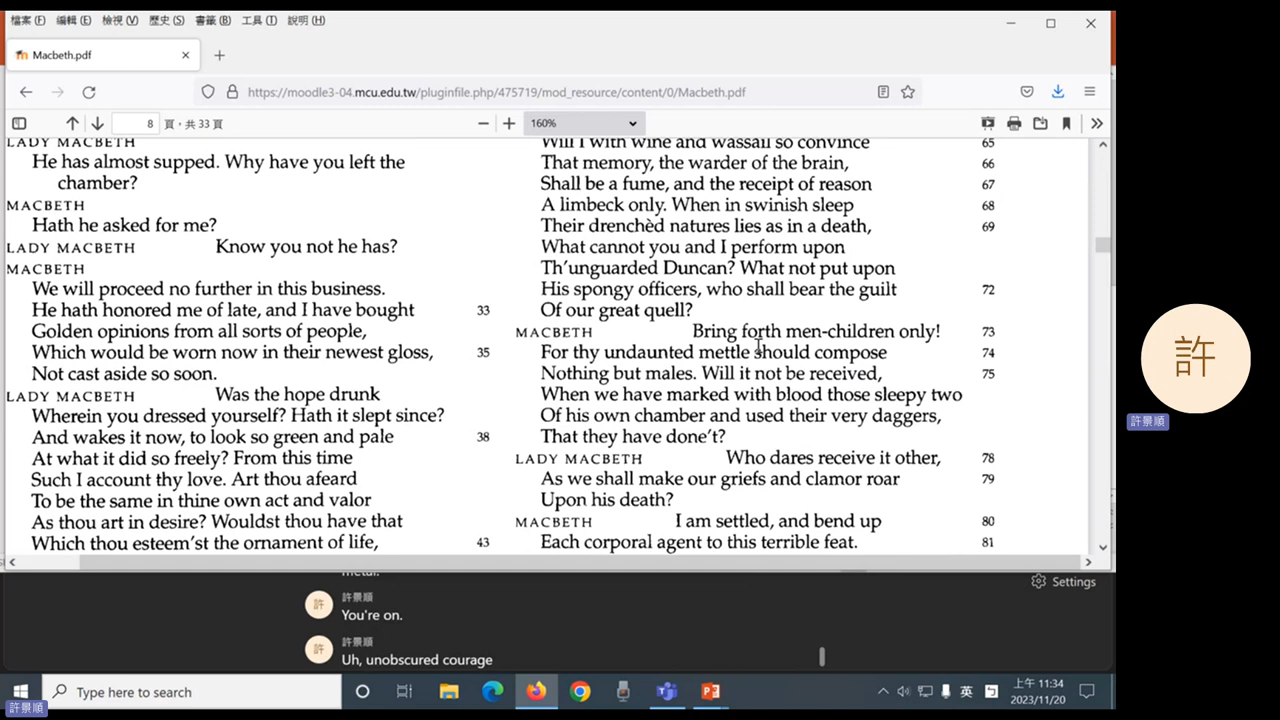 檔案(F) 編輯(E) 檢視(V) 歷史(S) 書籤(B) 工具(T) 說明(H)
Macbeth.pdf
https://moodle3-04.mcu.edu.tw/pluginfile.php/475719/mod_resource/content/0/Macbeth.pdf
8 頁，共 33 頁
160%
LADY MACBETH
He has almost supped. Why have you left the
chamber?
MACBETH
Hath he asked for me?
LADY MACBETH Know you not he has?
MACBETH
We will proceed no further in this business.
He hath honored me of late, and I have bought 33
Golden opinions from all sorts of people,
Which would be worn now in their newest gloss, 35
Not cast aside so soon.
LADY MACBETH Was the hope drunk
Wherein you dressed yourself? Hath it slept since?
And wakes it now, to look so green and pale 38
At what it did so freely? From this time
Such I account thy love. Art thou afeard
To be the same in thine own act and valor
As thou art in desire? Wouldst thou have that
Which thou esteem'st the ornament of life, 43
Will I with wine and wassail so convince 65
That memory, the warder of the brain, 66
Shall be a fume, and the receipt of reason 67
A limbeck only. When in swinish sleep 68
Their drenchèd natures lies as in a death, 69
What cannot you and I perform upon
Th'unguarded Duncan? What not put upon
His spongy officers, who shall bear the guilt 72
Of our great quell?
MACBETH Bring forth men-children only! 73
For thy undaunted mettle should compose 74
Nothing but males. Will it not be received, 75
When we have marked with blood those sleepy two
Of his own chamber and used their very daggers,
That they have done't?
LADY MACBETH Who dares receive it other, 78
As we shall make our griefs and clamor roar 79
Upon his death?
MACBETH I am settled, and bend up 80
Each corporal agent to this terrible feat. 81
metal.
Settings
許 許景順
You're on.
許 許景順
Uh, unobscured courage
Type here to search
英
上午 11:34
2023/11/20
許景順
許
許景順